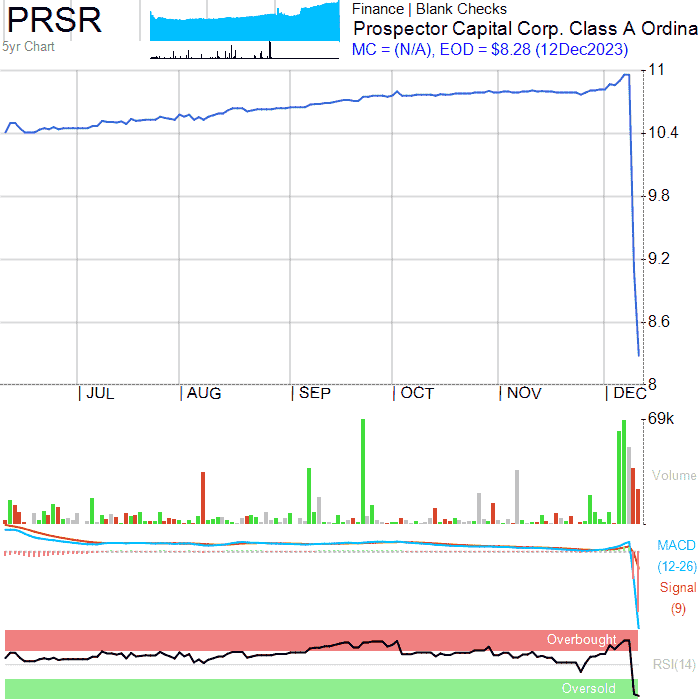 PRSR
5yr Chart
Finance | Blank Checks
Prospector Capital Corp. Class A Ordina
MC = (N/A), EOD = $8.28 (12Dec2023)
11
10.4
9.8
9.2
8.6
8
| JUL | AUG | SEP | OCT | NOV | DEC
69k
Volume
MACD
(12-26)
Signal
(9)
Overbought
RSI(14)
Oversold